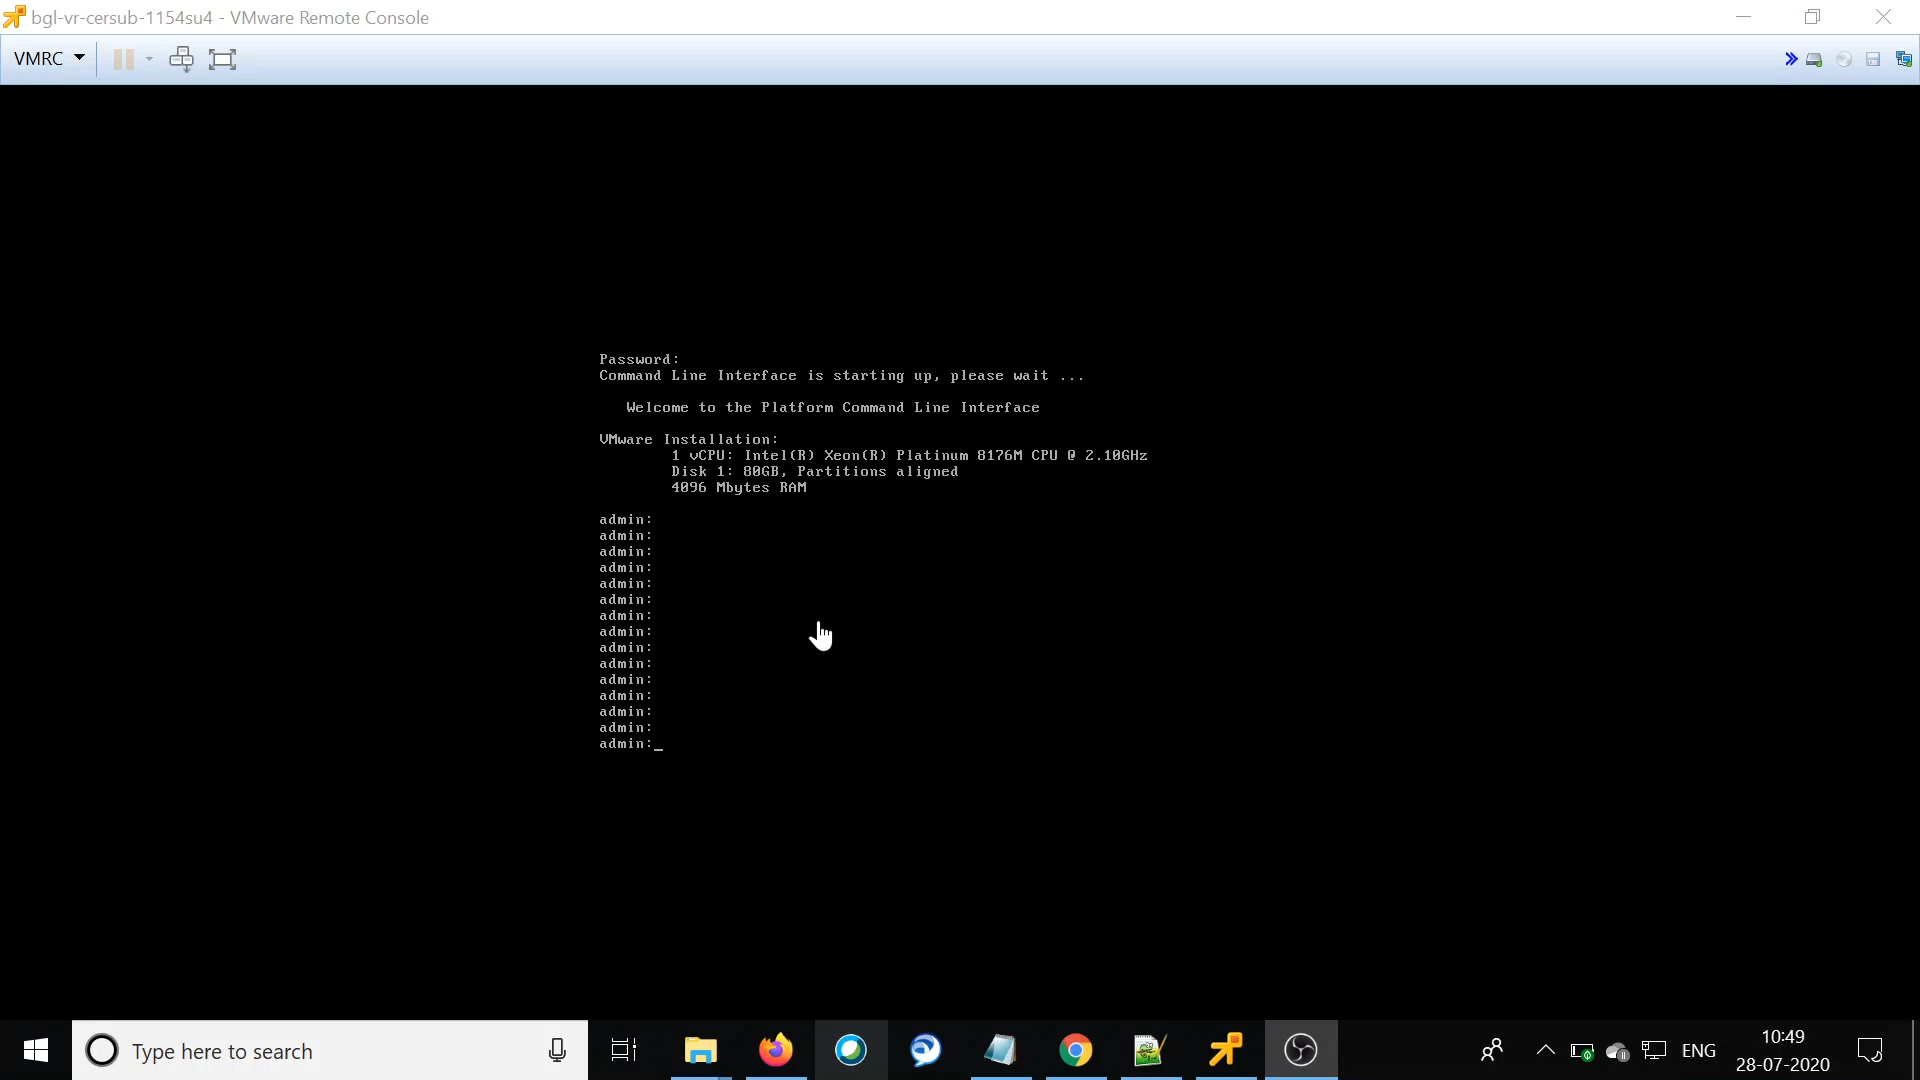 bgl-vr-cersub-1154su4 - VMware Remote Console
VMRC
Password:
Command Line Interface is starting up, please wait ...
Welcome to the Platform Command Line Interface
VMware Installation:
1 vCPU: Intel(R) Xeon(R) Platinum 8176M CPU @ 2.10GHz
Disk 1: 80GB, Partitions aligned
4096 Mbytes RAM
admin:
admin:
admin:
admin:
admin:
admin:
admin:
admin:
admin:
admin:
admin:
admin:
admin:
admin:
admin:_
Type here to search
ENG
10:49
28-07-2020